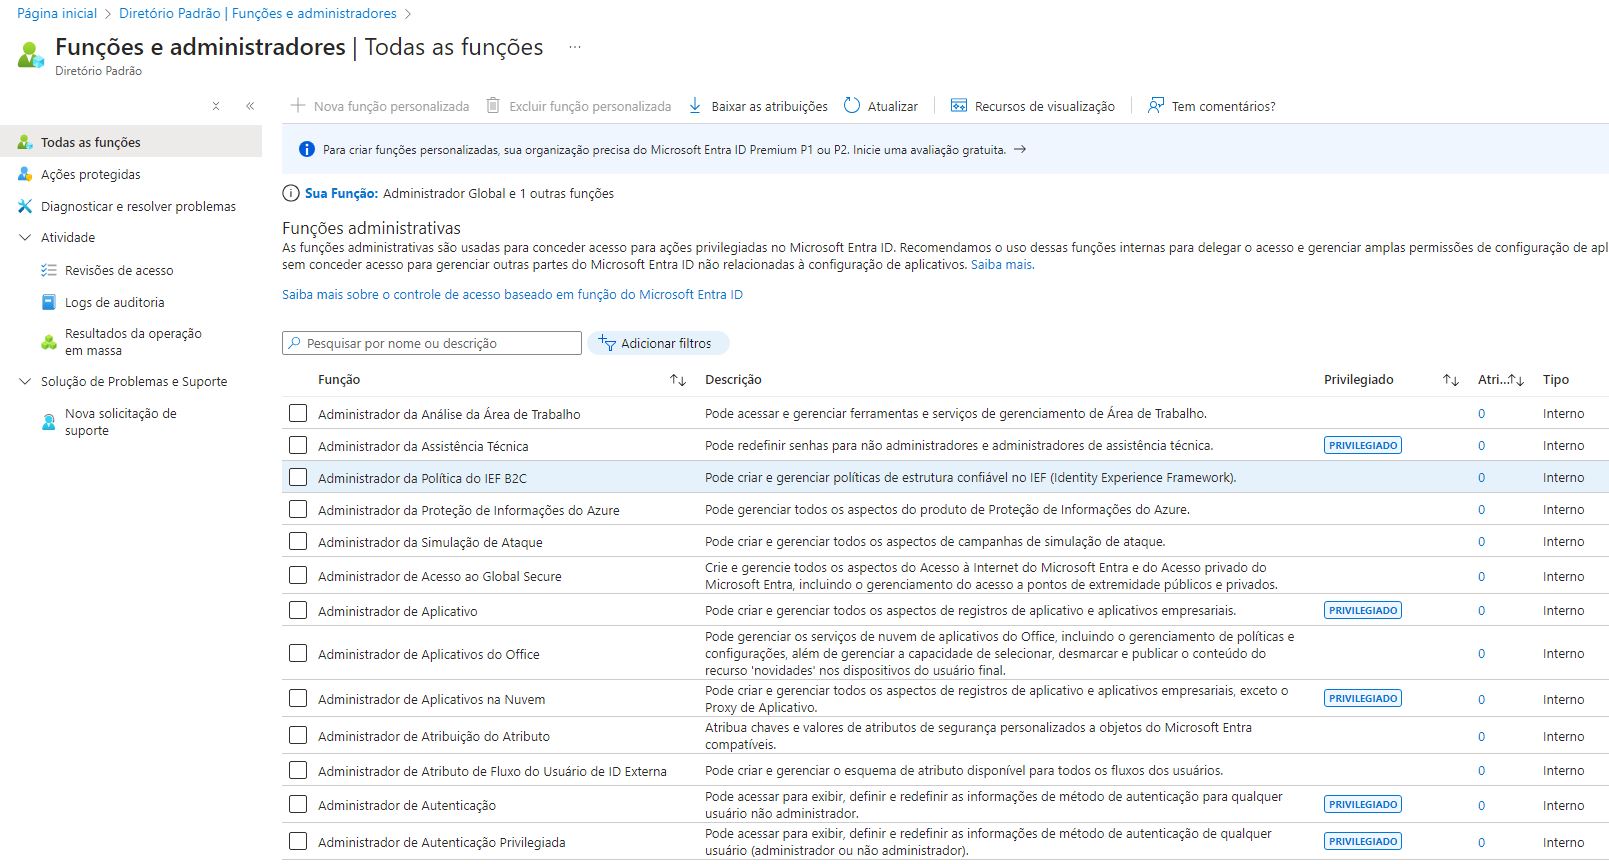 Página inicial > Diretório Padrão | Funções e administradores >
Funções e administradores | Todas as funções ...
Diretório Padrão
Nova função personalizada Excluir função personalizada Baixar as atribuições Atualizar Recursos de visualização Tem comentários?
Todas as funções
Ações protegidas
Diagnosticar e resolver problemas
Atividade
Revisões de acesso
Logs de auditoria
Resultados da operação
em massa
Solução de Problemas e Suporte
Nova solicitação de
suporte
Para criar funções personalizadas, sua organização precisa do Microsoft Entra ID Premium P1 ou P2. Inicie uma avaliação gratuita. →
Sua Função: Administrador Global e 1 outras funções
Funções administrativas
As funções administrativas são usadas para conceder acesso para ações privilegiadas no Microsoft Entra ID. Recomendamos o uso dessas funções internas para delegar o acesso e gerenciar amplas permissões de configuração de apl
sem conceder acesso para gerenciar outras partes do Microsoft Entra ID não relacionadas à configuração de aplicativos. Saiba mais.
Saiba mais sobre o controle de acesso baseado em função do Microsoft Entra ID
Pesquisar por nome ou descrição Adicionar filtros
Função Descrição Privilegiado Atri... Tipo
Administrador da Análise da Área de Trabalho Pode acessar e gerenciar ferramentas e serviços de gerenciamento de Área de Trabalho. 0 Interno
Administrador da Assistência Técnica Pode redefinir senhas para não administradores e administradores de assistência técnica. PRIVILEGIADO 0 Interno
Administrador da Política do IEF B2C Pode criar e gerenciar políticas de estrutura confiável no IEF (Identity Experience Framework). 0 Interno
Administrador da Proteção de Informações do Azure Pode gerenciar todos os aspectos do produto de Proteção de Informações do Azure. 0 Interno
Administrador da Simulação de Ataque Pode criar e gerenciar todos os aspectos de campanhas de simulação de ataque. 0 Interno
Administrador de Acesso ao Global Secure Crie e gerencie todos os aspectos do Acesso à Internet do Microsoft Entra e do Acesso privado do
Microsoft Entra, incluindo o gerenciamento do acesso a pontos de extremidade públicos e privados. 0 Interno
Administrador de Aplicativo Pode criar e gerenciar todos os aspectos de registros de aplicativo e aplicativos empresariais. PRIVILEGIADO 0 Interno
Administrador de Aplicativos do Office Pode gerenciar os serviços de nuvem de aplicativos do Office, incluindo o gerenciamento de políticas e
configurações, além de gerenciar a capacidade de selecionar, desmarcar e publicar o conteúdo do
recurso 'novidades' nos dispositivos do usuário final. 0 Interno
Administrador de Aplicativos na Nuvem Pode criar e gerenciar todos os aspectos de registros de aplicativo e aplicativos empresariais, exceto o
Proxy de Aplicativo. PRIVILEGIADO 0 Interno
Administrador de Atribuição do Atributo Atribua chaves e valores de atributos de segurança personalizados a objetos do Microsoft Entra
compatíveis. 0 Interno
Administrador de Atributo de Fluxo do Usuário de ID Externa Pode criar e gerenciar o esquema de atributo disponível para todos os fluxos dos usuários. 0 Interno
Administrador de Autenticação Pode acessar para exibir, definir e redefinir as informações de método de autenticação para qualquer
usuário não administrador. PRIVILEGIADO 0 Interno
Administrador de Autenticação Privilegiada Pode acessar para exibir, definir e redefinir as informações de método de autenticação de qualquer
usuário (administrador ou não administrador). PRIVILEGIADO 0 Interno